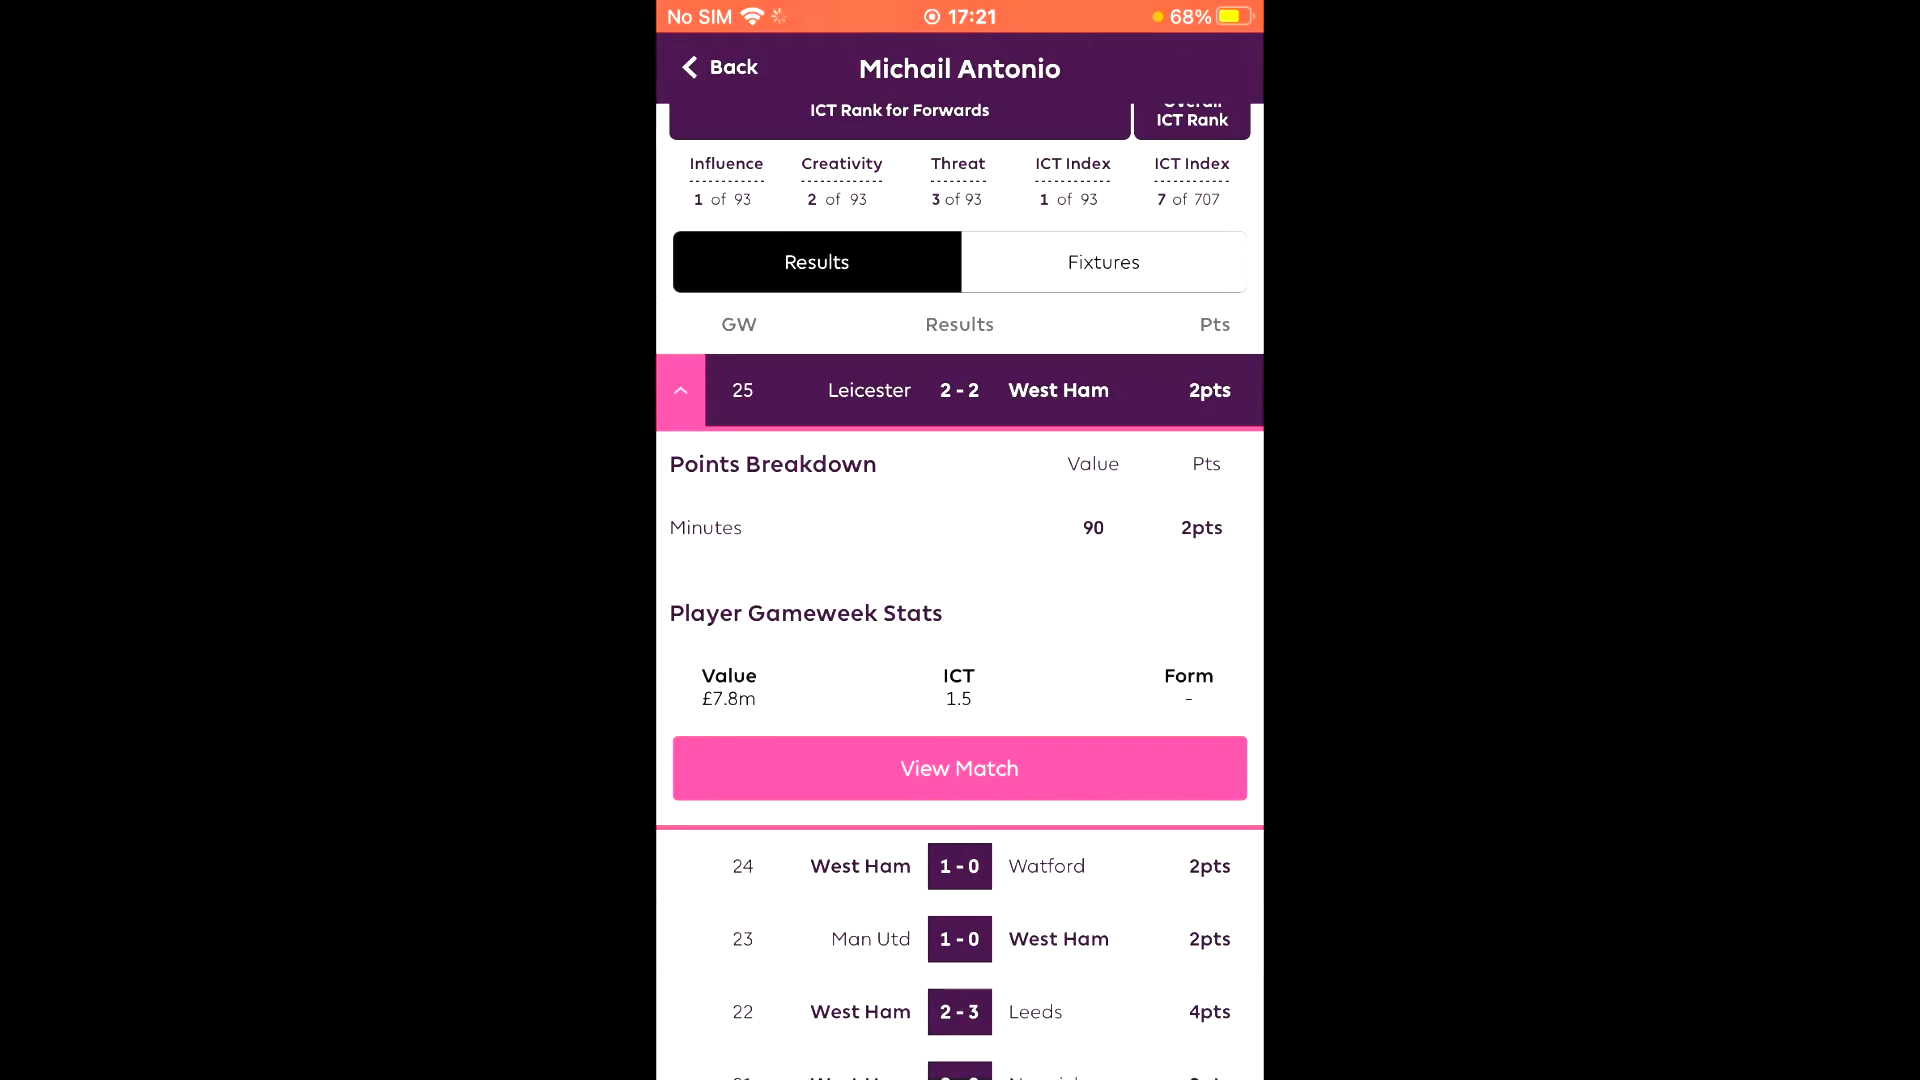 No SIM 17:21 68%
Back Michail Antonio
ICT Rank for Forwards
ICT Rank
Influence Creativity Threat ICT Index ICT Index
1 of 93 2 of 93 3 of 93 1 of 93 7 of 707
Results Fixtures
GW Results Pts
25 Leicester 2 - 2 West Ham 2pts
Points Breakdown Value Pts
Minutes 90 2pts
Player Gameweek Stats
Value ICT Form
£7.8m 1.5 -
View Match
24 West Ham 1 - 0 Watford 2pts
23 Man Utd 1 - 0 West Ham 2pts
22 West Ham 2 - 3 Leeds 4pts